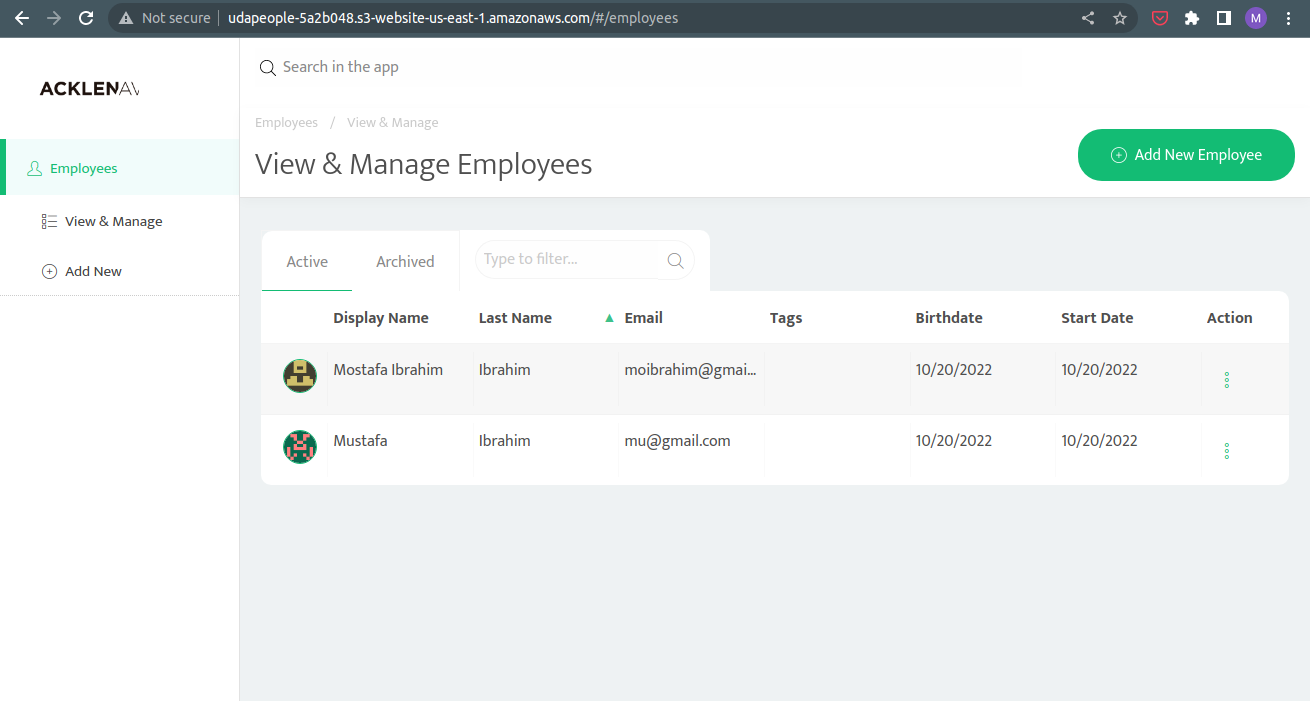 Not secure udapeople-5a2b048.s3-website-us-east-1.amazonaws.com/#/employees M
ACKLENAV
Search in the app
Employees / View & Manage
View & Manage Employees
Add New Employee
Employees
View & Manage
Add New
Active Archived Type to filter...
Display Name Last Name Email Tags Birthdate Start Date Action
Mostafa Ibrahim Ibrahim moibrahim@gmai... 10/20/2022 10/20/2022
Mustafa Ibrahim mu@gmail.com 10/20/2022 10/20/2022